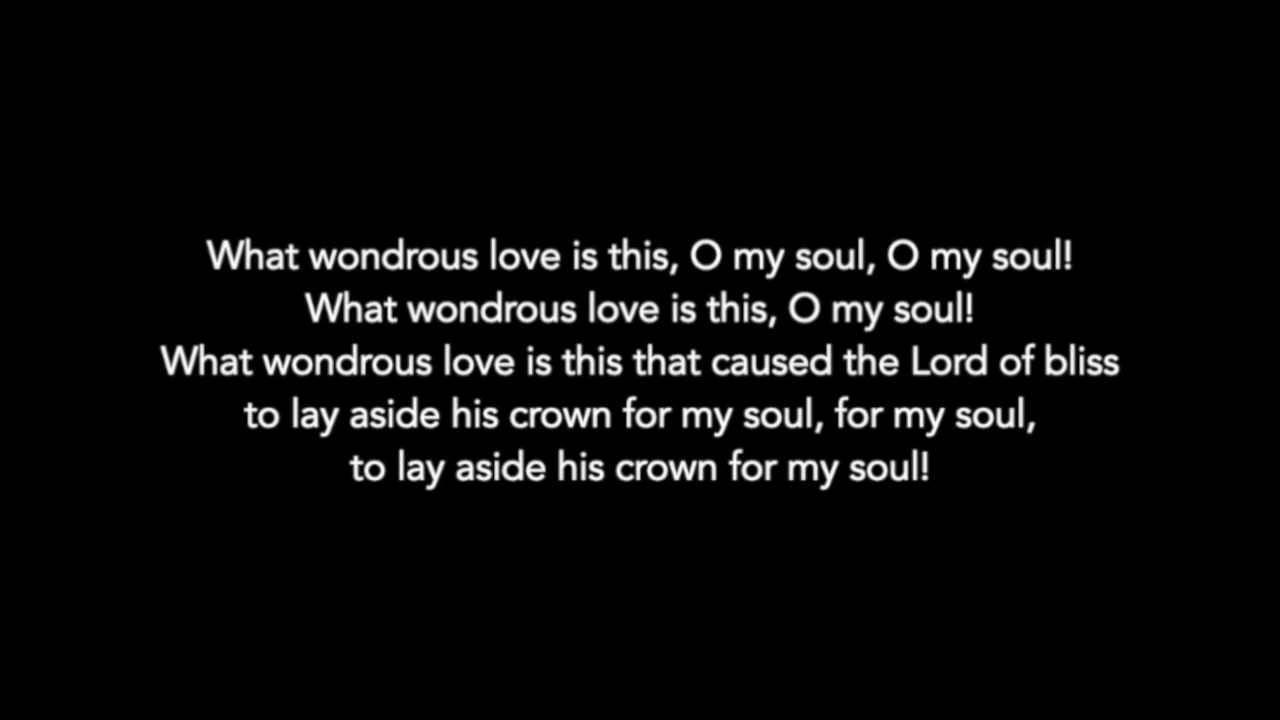 What wondrous love is this, O my soul, O my soul!
What wondrous love is this, O my soul!
What wondrous love is this that caused the Lord of bliss
to lay aside his crown for my soul, for my soul,
to lay aside his crown for my soul!